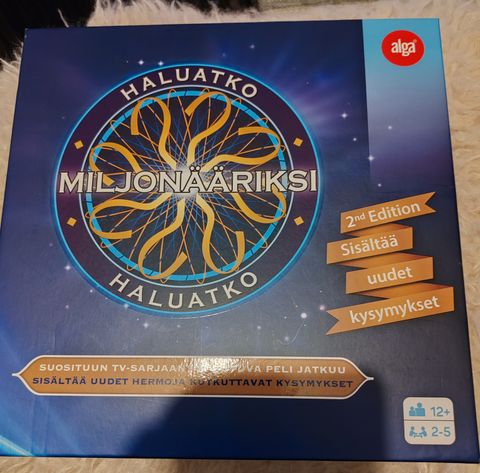 alga
HALUATKO
MILJONÄÄRIKSI
HALUATKO
2nd Edition
Sisältää
uudet
kysymykset
SUOSITUUN TV-SARJAAN PELI JATKUU
SISÄLTÄÄ UUDET HERMOJA KUTKUTTAVAT KYSYMYKSET
12+
2-5